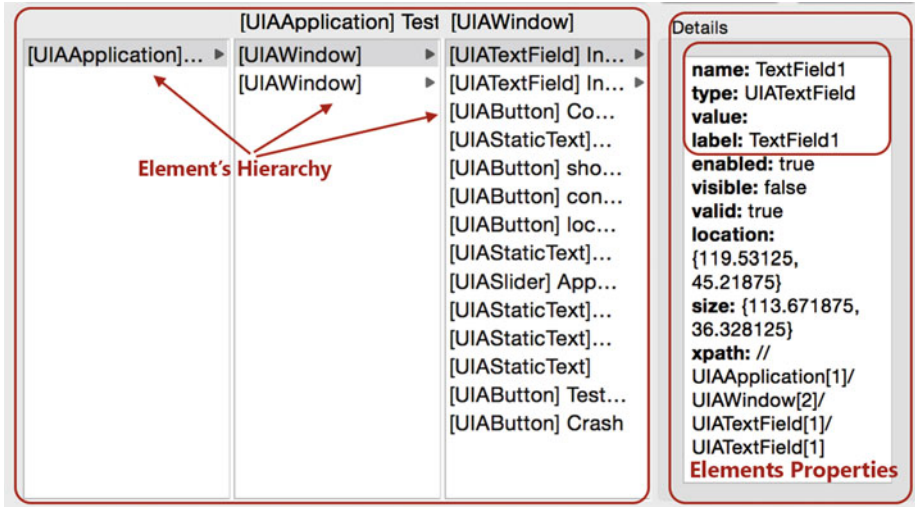 [UIAApplication] Test [UIAWindow]
[UIAApplication]...
[UIAWindow]
[UIAWindow]
[UIATextField] In...
[UIATextField] In...
[UIAButton] Co...
[UIAStaticText]...
[UIAButton] sho...
[UIAButton] con...
[UIAButton] loc...
[UIAStaticText]...
[UIASlider] App...
[UIAStaticText]...
[UIAStaticText]...
[UIAStaticText]
[UIAButton] Test...
[UIAButton] Crash
Element's Hierarchy
Details
name: TextField1
type: UIATextField
value:
label: TextField1
enabled: true
visible: false
valid: true
location:
{119.53125,
45.21875}
size: {113.671875,
36.328125}
xpath: //
UIAApplication[1]/
UIAWindow[2]/
UIATextField[1]/
UIATextField[1]
Elements Properties